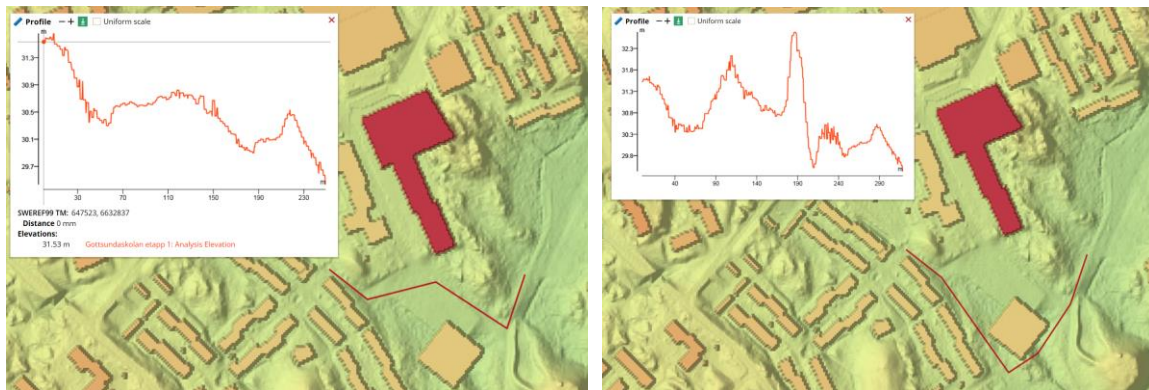 Profile −+ Uniform scale ×
m
31.3
30.9
30.5
30.1
29.7
m
30 70 110 150 190 230
SWEREF99 TM: 647523, 6632837
Distance 0 mm
Elevations:
31.53 m Gottsundaskolan etapp 1: Analysis Elevation
Profile −+ Uniform scale ×
m
32.3
31.8
31.3
30.8
30.3
29.8
m
40 90 140 190 240 290